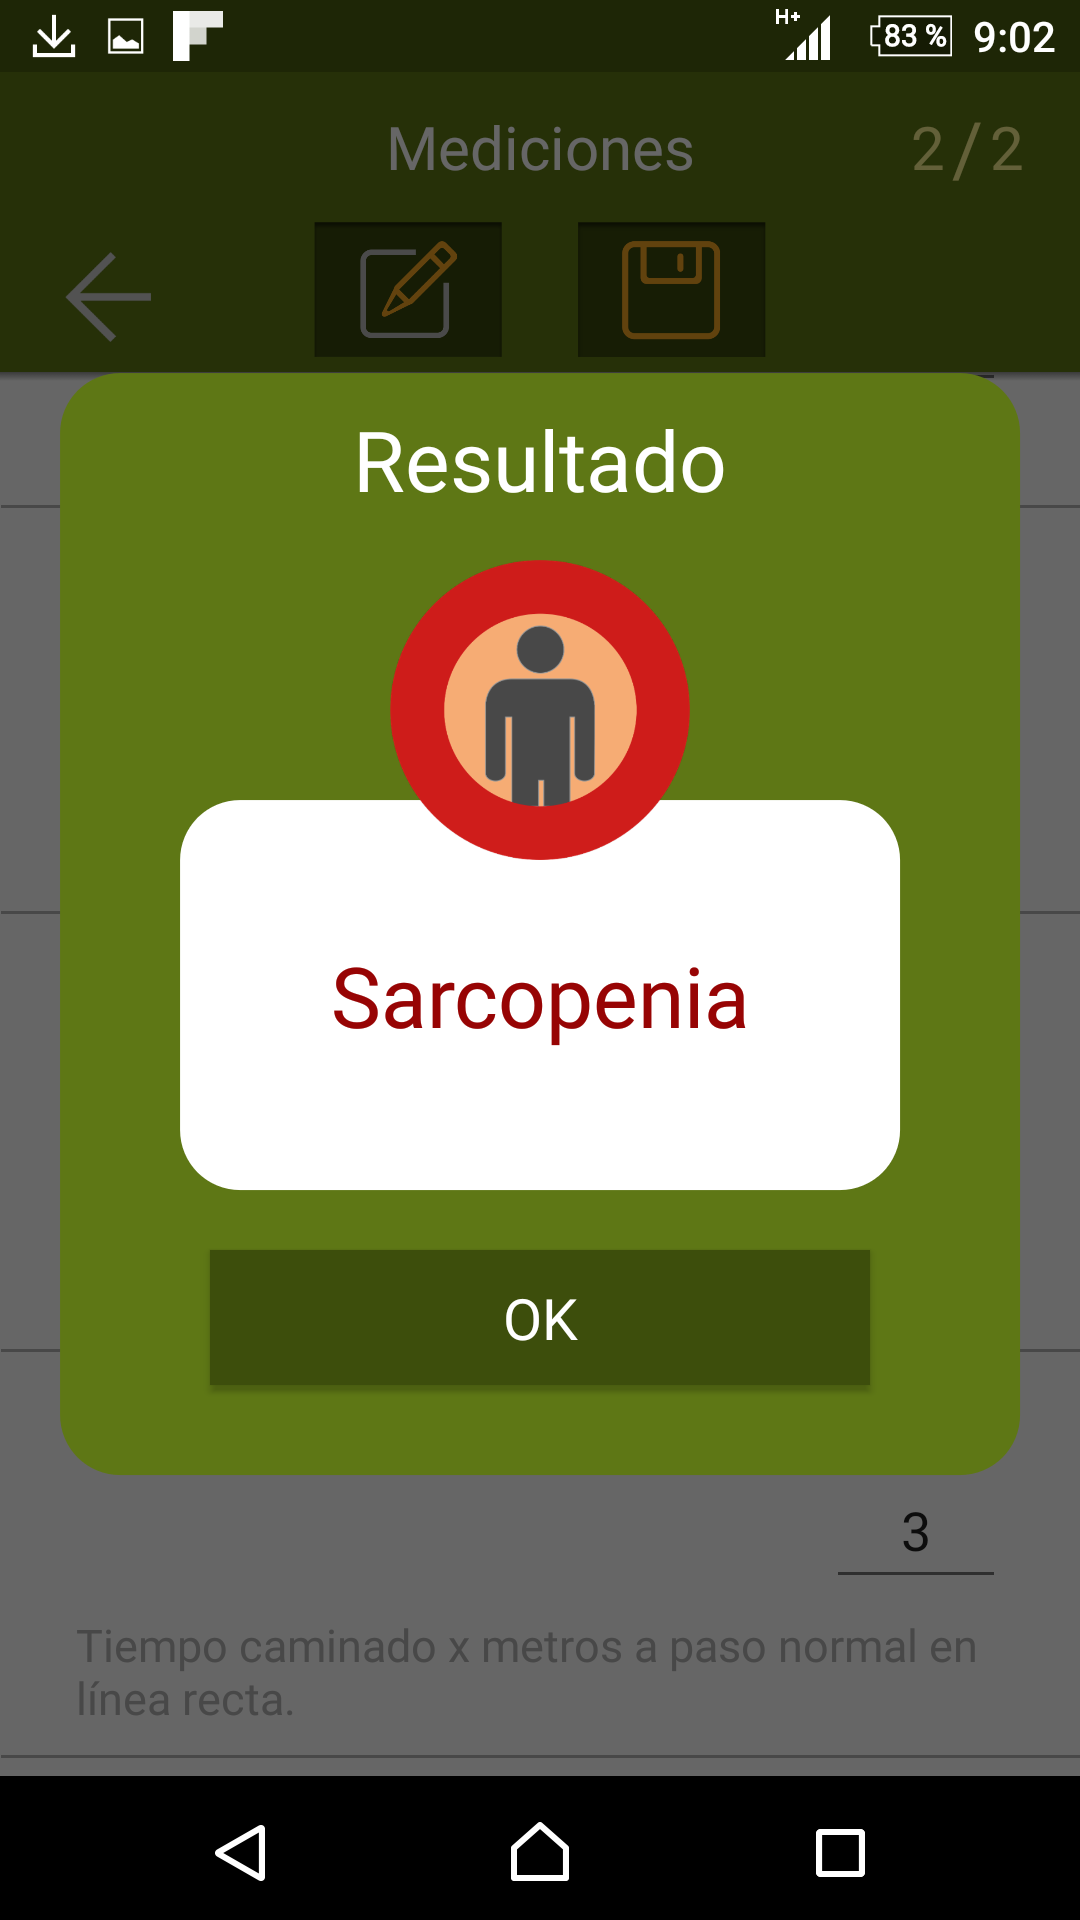 H+ 83 % 9:02
Mediciones 2/2
Resultado
Sarcopenia
OK
3
Tiempo caminado x metros a paso normal en
línea recta.